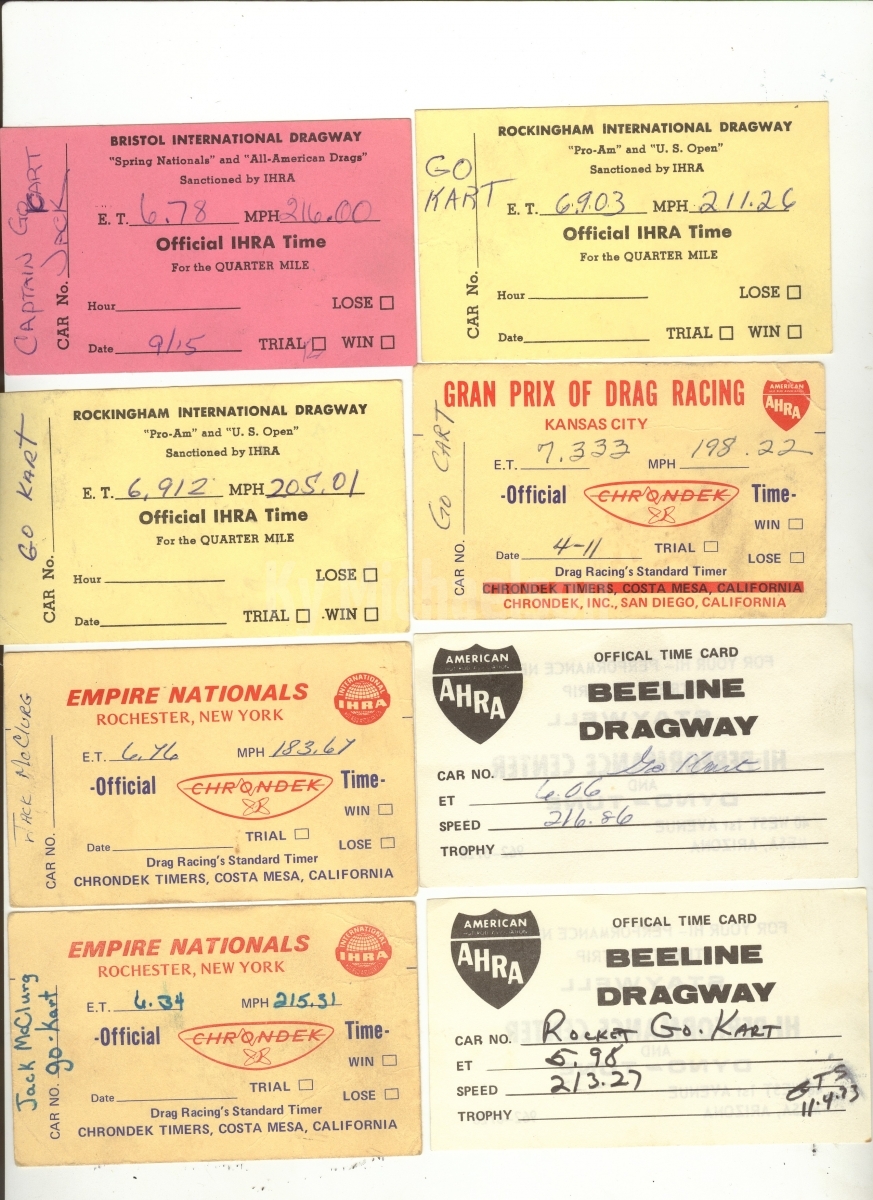 BRISTOL INTERNATIONAL DRAGWAY
"Spring Nationals" and "All-American Drags"
Sanctioned by IHRA
E. T. 6.78 MPH 216.00
Official IHRA Time
For the QUARTER MILE
Hour LOSE
Date 9/15 TRIAL WIN
CAR No.
CAPTAIN GO CART
JACK
ROCKINGHAM INTERNATIONAL DRAGWAY
"Pro-Am" and "U. S. Open"
Sanctioned by IHRA
GO
KART
E. T. 6.903 MPH 211.26
Official IHRA Time
For the QUARTER MILE
Hour LOSE
Date TRIAL WIN
CAR No.
ROCKINGHAM INTERNATIONAL DRAGWAY
"Pro-Am" and "U. S. Open"
Sanctioned by IHRA
E. T. 6,912 MPH 205.01
Official IHRA Time
For the QUARTER MILE
Hour LOSE
Date TRIAL WIN
CAR No.
GO KART
GRAN PRIX OF DRAG RACING
AMERICAN
AHRA
KANSAS CITY
E.T. 7.333 MPH 198.22
-Official CHRONDEK Time-
WIN
Date 4-11 TRIAL
LOSE
Drag Racing's Standard Timer
CHRONDEK TIMERS, COSTA MESA, CALIFORNIA
CHRONDEK, INC., SAN DIEGO, CALIFORNIA
CAR NO.
GO CART
EMPIRE NATIONALS
ROCHESTER, NEW YORK
INTERNATIONAL
IHRA
E.T. 6.76 MPH 183.67
-Official CHRONDEK Time-
WIN
TRIAL
Date LOSE
Drag Racing's Standard Timer
CHRONDEK TIMERS, COSTA MESA, CALIFORNIA
CAR NO.
JACK McClurg
AMERICAN
AHRA
OFFICAL TIME CARD
BEELINE
DRAGWAY
CAR NO. Go Kart
ET 6.06
SPEED 216.86
TROPHY
EMPIRE NATIONALS
ROCHESTER, NEW YORK
INTERNATIONAL
IHRA
E.T. 6.34 MPH 215.31
-Official CHRONDEK Time-
WIN
TRIAL
Date LOSE
Drag Racing's Standard Timer
CHRONDEK TIMERS, COSTA MESA, CALIFORNIA
CAR NO. go-kart
Jack McClurg
AMERICAN
AHRA
OFFICAL TIME CARD
BEELINE
DRAGWAY
CAR NO. ROCKET GO. KART
ET 5.98
SPEED 213.27
TROPHY
GTS
11.4.73